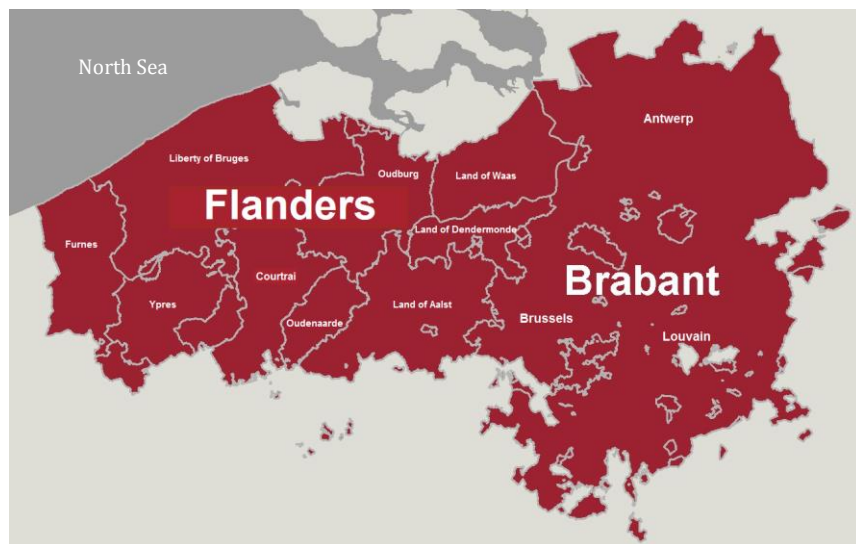 North Sea
Antwerp
Liberty of Bruges
Oudburg
Land of Waas
Flanders
Land of Dendermonde
Furnes
Courtrai
Brabant
Ypres
Land of Aalst
Oudenaarde
Brussels
Louvain